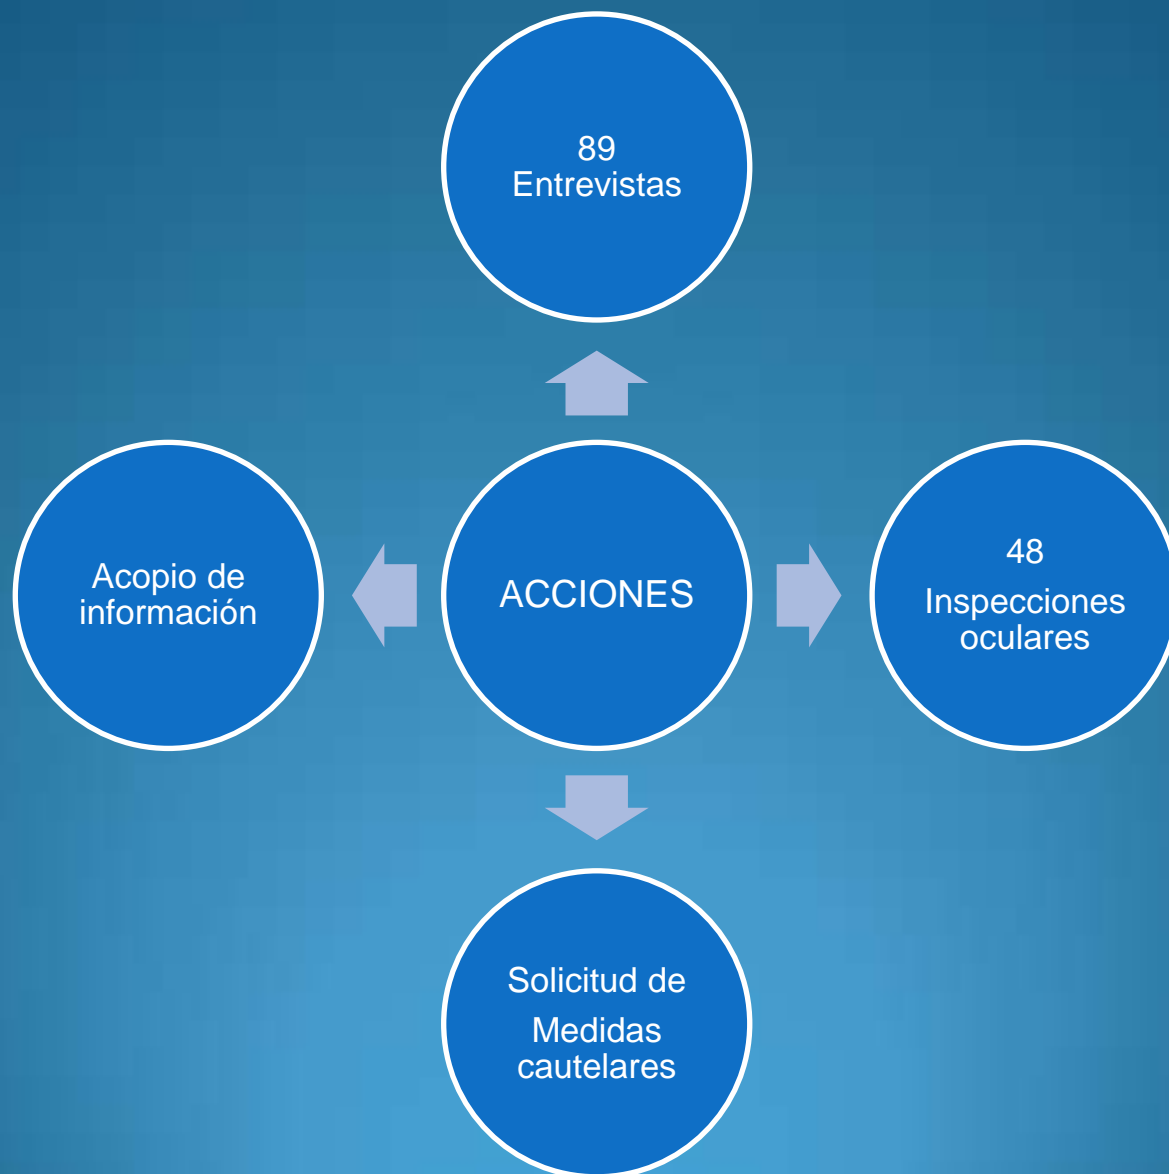 89
Entrevistas
Acopio de
información
ACCIONES
48
Inspecciones
oculares
Solicitud de
Medidas
cautelares